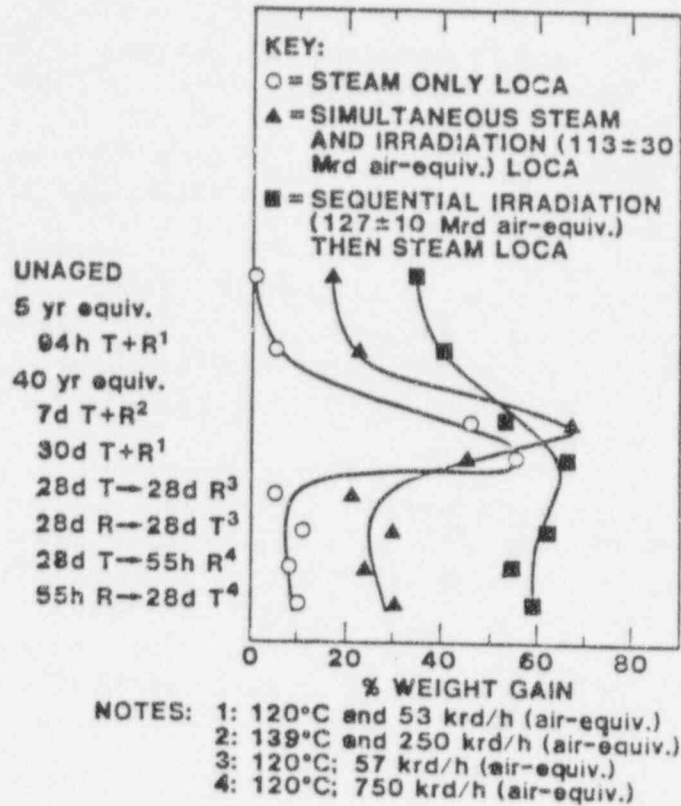 KEY:
○ = STEAM ONLY LOCA
▲ = SIMULTANEOUS STEAM
AND IRRADIATION (113±30
Mrd air-equiv.) LOCA
■ = SEQUENTIAL IRRADIATION
(127±10 Mrd air-equiv.)
THEN STEAM LOCA
UNAGED
5 yr equiv.
94h T+R¹
40 yr equiv.
7d T+R²
30d T+R¹
28d T→28d R³
28d R→28d T³
28d T→55h R⁴
55h R→28d T⁴
0 20 40 60 80
% WEIGHT GAIN
NOTES: 1: 120°C and 53 krd/h (air-equiv.)
2: 139°C and 250 krd/h (air-equiv.)
3: 120°C; 57 krd/h (air-equiv.)
4: 120°C; 750 krd/h (air-equiv.)